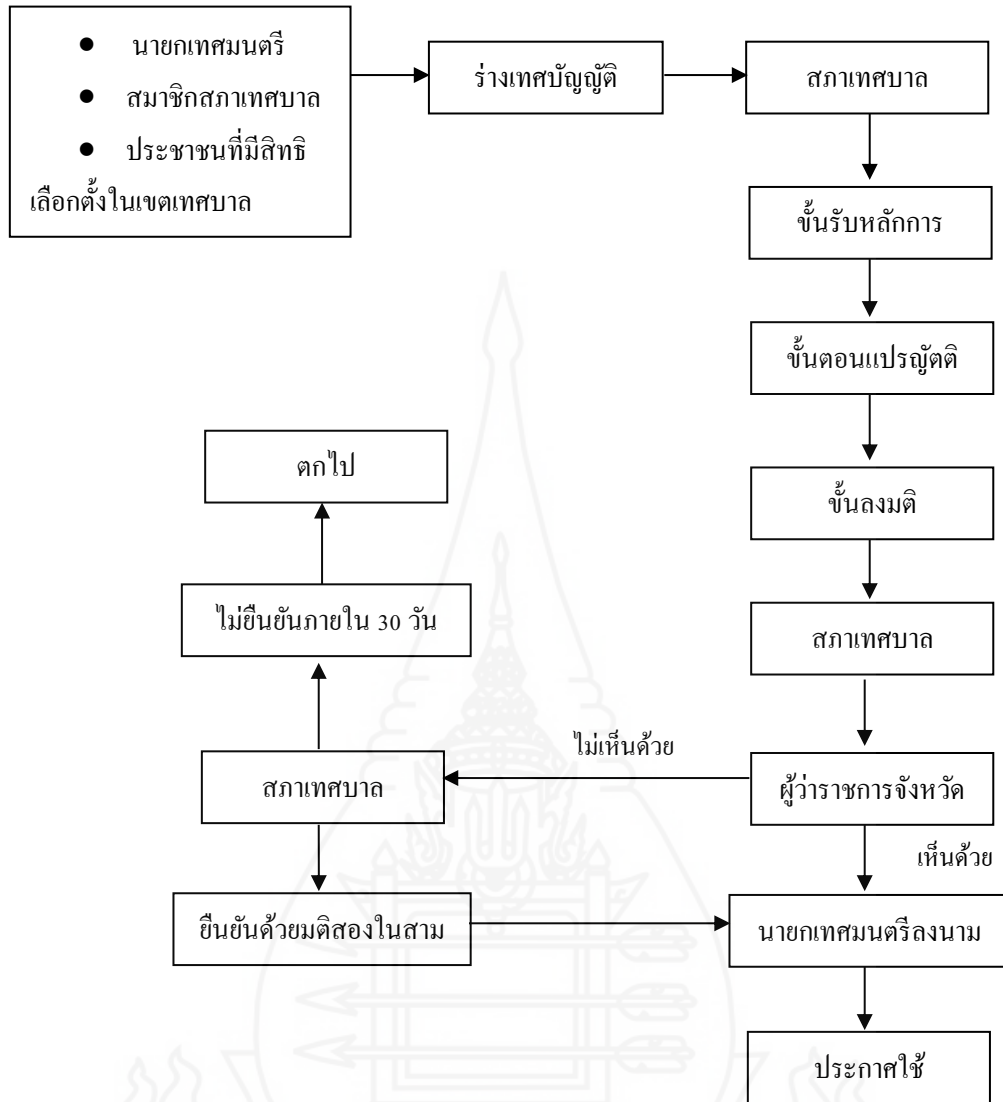 ● นายกเทศมนตรี
● สมาชิกสภาเทศบาล
● ประชาชนที่มีสิทธิ
เลือกตั้งในเขตเทศบาล
ร่างเทศบัญญัติ
สภาเทศบาล
ขั้นรับหลักการ
ขั้นตอนแปรญัตติ
ขั้นลงมติ
สภาเทศบาล
ผู้ว่าราชการจังหวัด
ไม่เห็นด้วย
สภาเทศบาล
ไม่ยืนยันภายใน 30 วัน
ตกไป
ยืนยันด้วยมติสองในสาม
เห็นด้วย
นายกเทศมนตรีลงนาม
ประกาศใช้